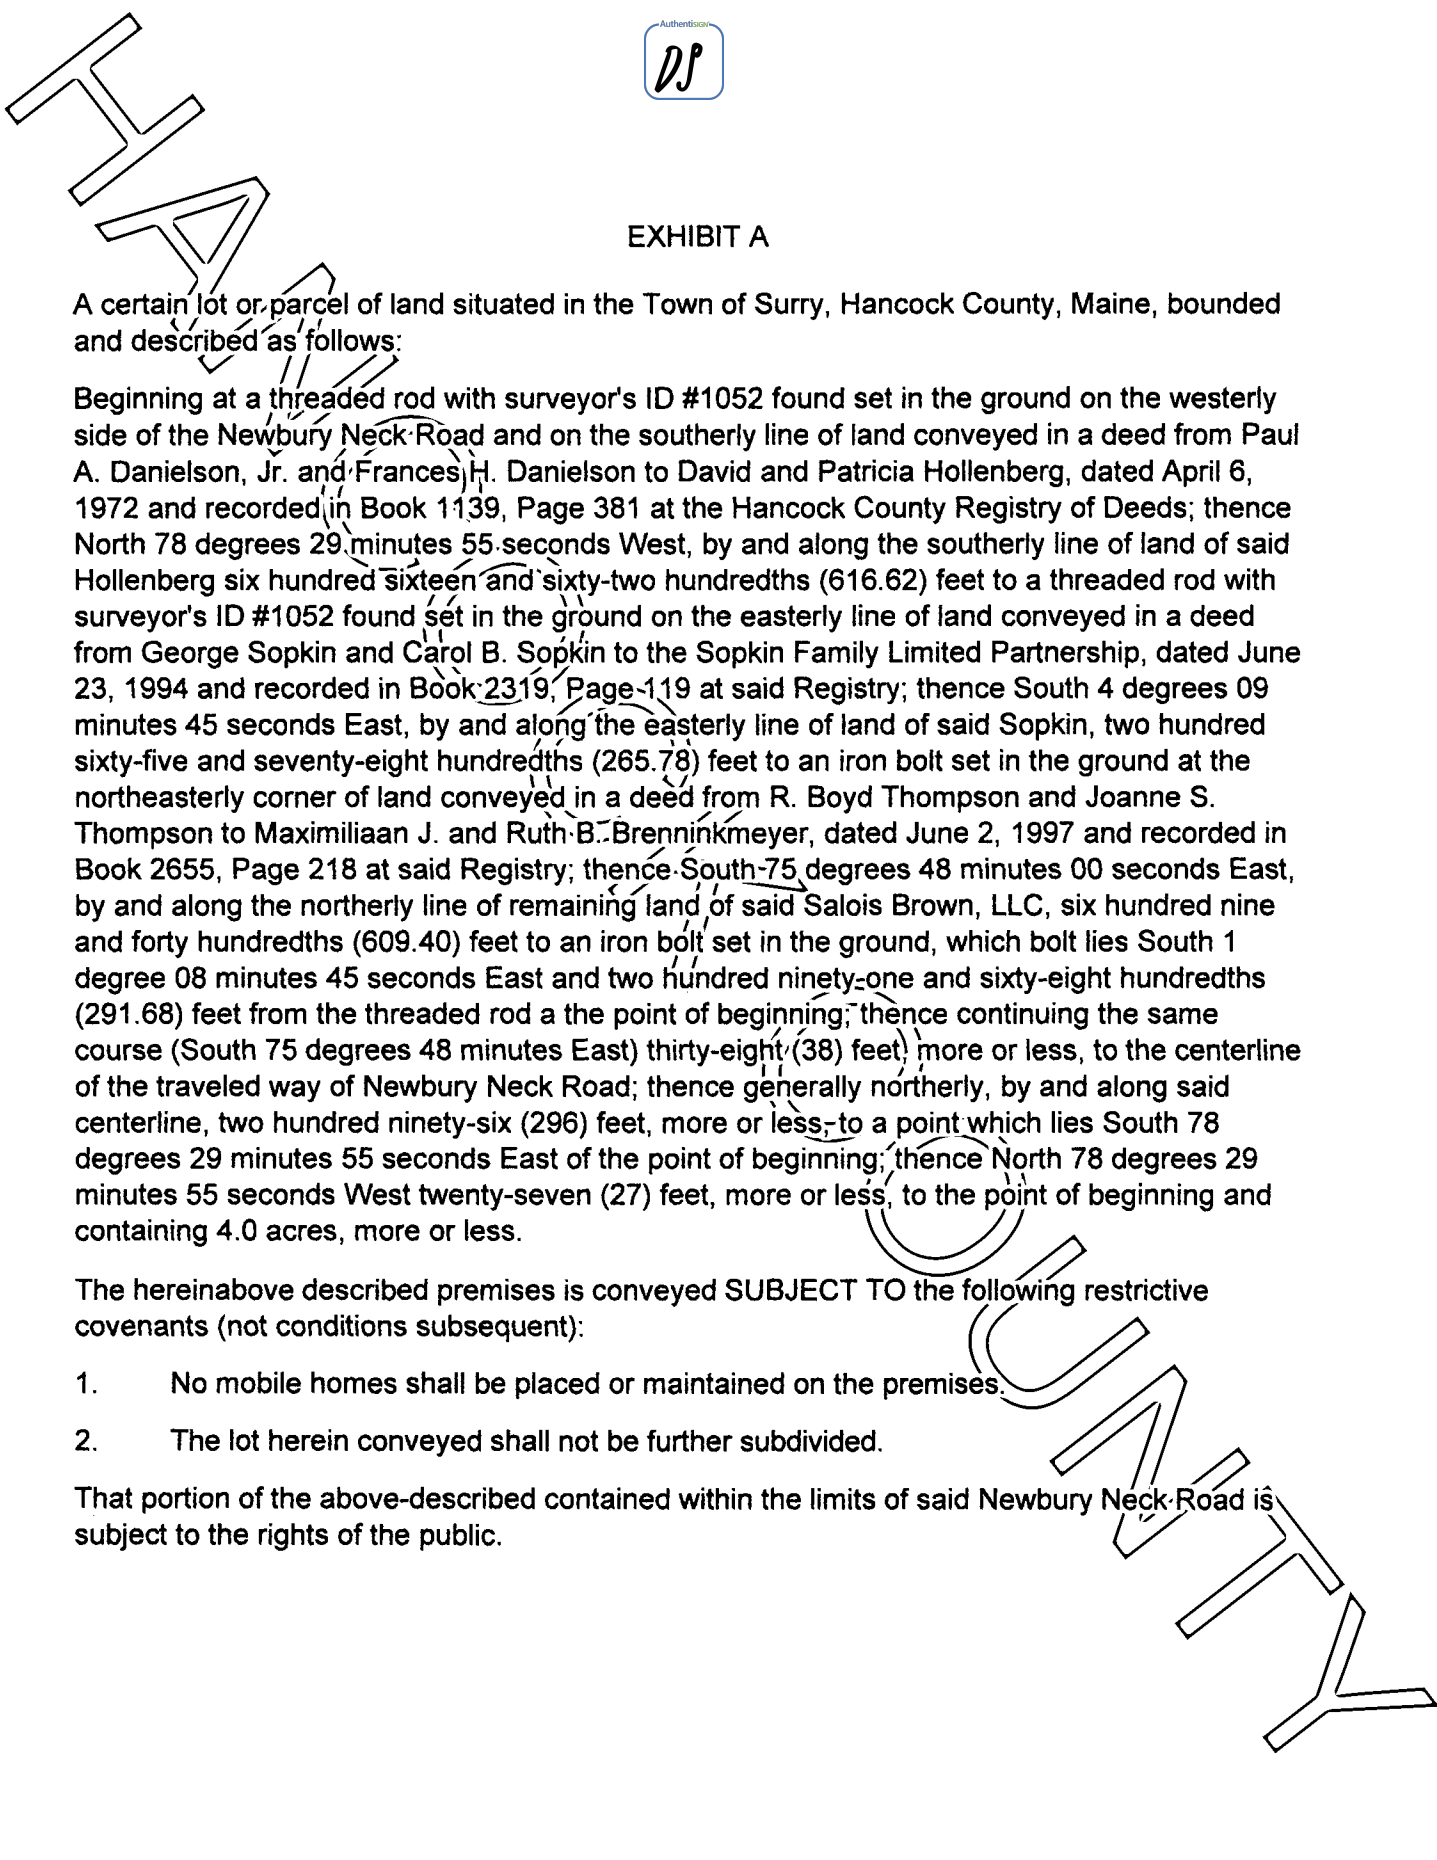 AuthentiSIGN
DS
EXHIBIT A
A certain lot or parcel of land situated in the Town of Surry, Hancock County, Maine, bounded
and described as follows:
Beginning at a threaded rod with surveyor's ID #1052 found set in the ground on the westerly
side of the Newbury Neck Road and on the southerly line of land conveyed in a deed from Paul
A. Danielson, Jr. and Frances H. Danielson to David and Patricia Hollenberg, dated April 6,
1972 and recorded in Book 1139, Page 381 at the Hancock County Registry of Deeds; thence
North 78 degrees 29 minutes 55 seconds West, by and along the southerly line of land of said
Hollenberg six hundred sixteen and sixty-two hundredths (616.62) feet to a threaded rod with
surveyor's ID #1052 found set in the ground on the easterly line of land conveyed in a deed
from George Sopkin and Carol B. Sopkin to the Sopkin Family Limited Partnership, dated June
23, 1994 and recorded in Book 2319, Page 119 at said Registry; thence South 4 degrees 09
minutes 45 seconds East, by and along the easterly line of land of said Sopkin, two hundred
sixty-five and seventy-eight hundredths (265.78) feet to an iron bolt set in the ground at the
northeasterly corner of land conveyed in a deed from R. Boyd Thompson and Joanne S.
Thompson to Maximiliaan J. and Ruth B. Brenninkmeyer, dated June 2, 1997 and recorded in
Book 2655, Page 218 at said Registry; thence South 75 degrees 48 minutes 00 seconds East,
by and along the northerly line of remaining land of said Salois Brown, LLC, six hundred nine
and forty hundredths (609.40) feet to an iron bolt set in the ground, which bolt lies South 1
degree 08 minutes 45 seconds East and two hundred ninety-one and sixty-eight hundredths
(291.68) feet from the threaded rod a the point of beginning; thence continuing the same
course (South 75 degrees 48 minutes East) thirty-eight (38) feet, more or less, to the centerline
of the traveled way of Newbury Neck Road; thence generally northerly, by and along said
centerline, two hundred ninety-six (296) feet, more or less, to a point which lies South 78
degrees 29 minutes 55 seconds East of the point of beginning; thence North 78 degrees 29
minutes 55 seconds West twenty-seven (27) feet, more or less, to the point of beginning and
containing 4.0 acres, more or less.
The hereinabove described premises is conveyed SUBJECT TO the following restrictive
covenants (not conditions subsequent):
1. No mobile homes shall be placed or maintained on the premises.
2. The lot herein conveyed shall not be further subdivided.
That portion of the above-described contained within the limits of said Newbury Neck Road is
subject to the rights of the public.
HANCOCK COUNTY